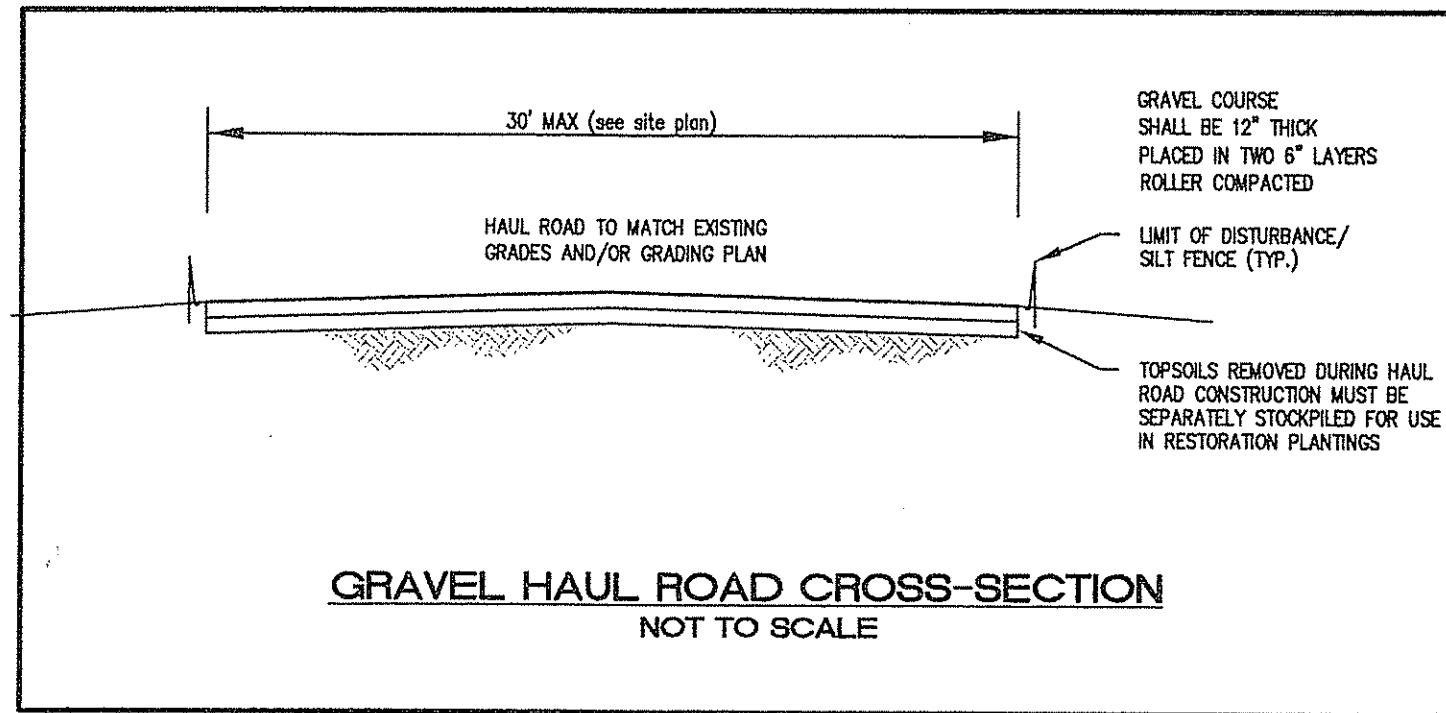 30' MAX (see site plan)
GRAVEL COURSE
SHALL BE 12" THICK
PLACED IN TWO 6" LAYERS
ROLLER COMPACTED
HAUL ROAD TO MATCH EXISTING
GRADES AND/OR GRADING PLAN
LIMIT OF DISTURBANCE/
SILT FENCE (TYP.)
TOPSOILS REMOVED DURING HAUL
ROAD CONSTRUCTION MUST BE
SEPARATELY STOCKPILED FOR USE
IN RESTORATION PLANTINGS
GRAVEL HAUL ROAD CROSS-SECTION
NOT TO SCALE